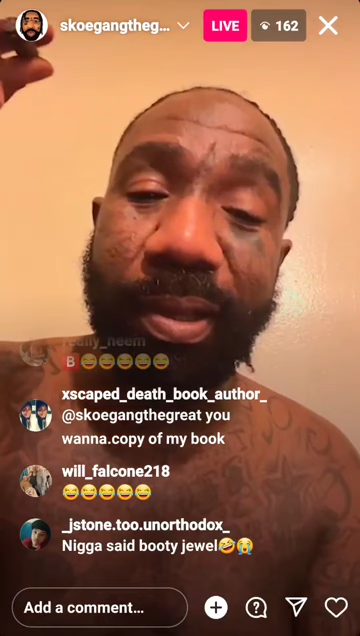 skoegangtheg...
LIVE
162
B😂😂😂😂😂
xscaped_death_book_author_
@skoegangthegreat you
wanna.copy of my book
will_falcone218
😂😂😂😂😂
_jstone.too.unorthodox_
Nigga said booty jewel🤣😭
Add a comment...